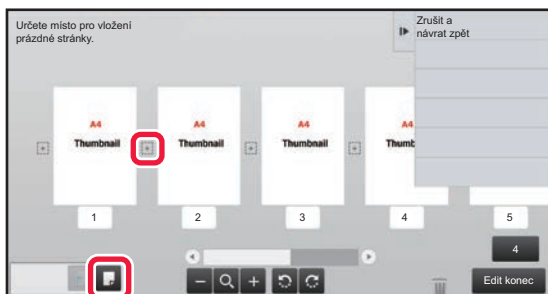 Určete místo pro vložení
prázdné stránky.
Zrušit a
návrat zpět
A4
Thumbnail
A4
Thumbnail
A4
Thumbnail
A4
Thumb
1
2
3
4
5
4
Edit konec